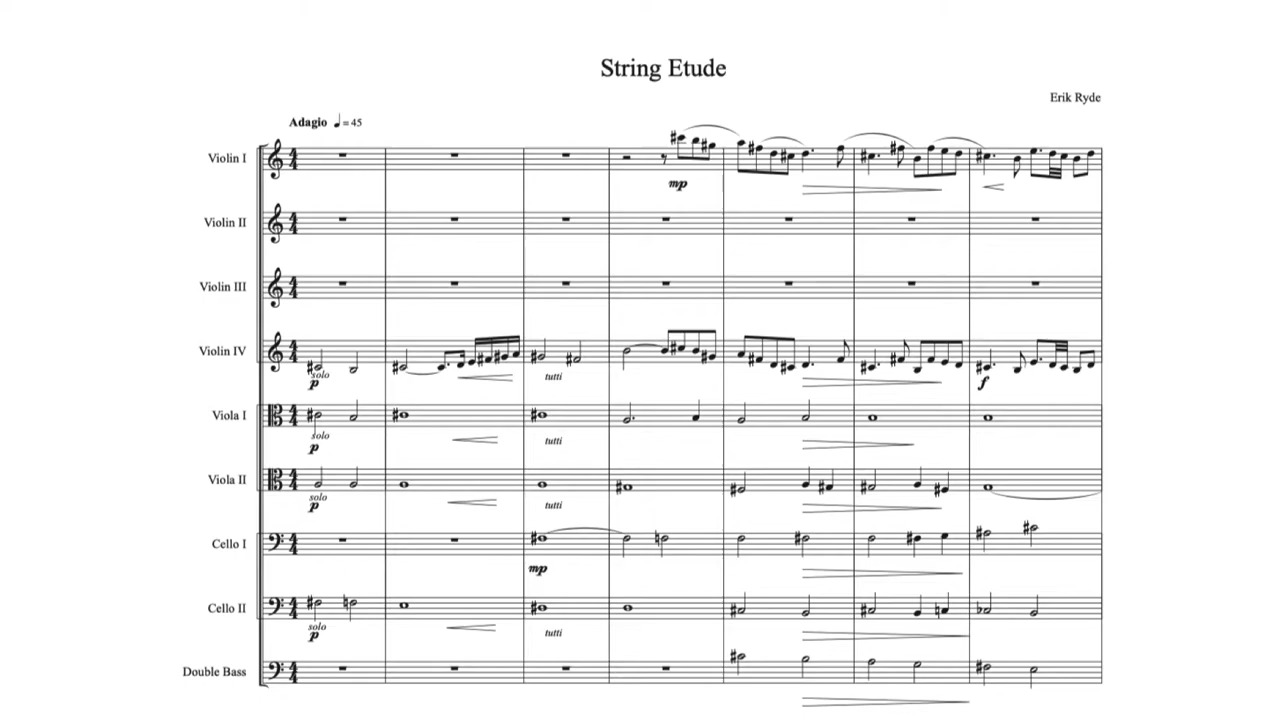 String Etude
Erik Ryde
Adagio ♩ = 45
Violin I
mp
Violin II
Violin III
Violin IV
solo
p
tutti
f
Viola I
solo
p
tutti
Viola II
solo
p
tutti
Cello I
mp
Cello II
solo
p
tutti
Double Bass